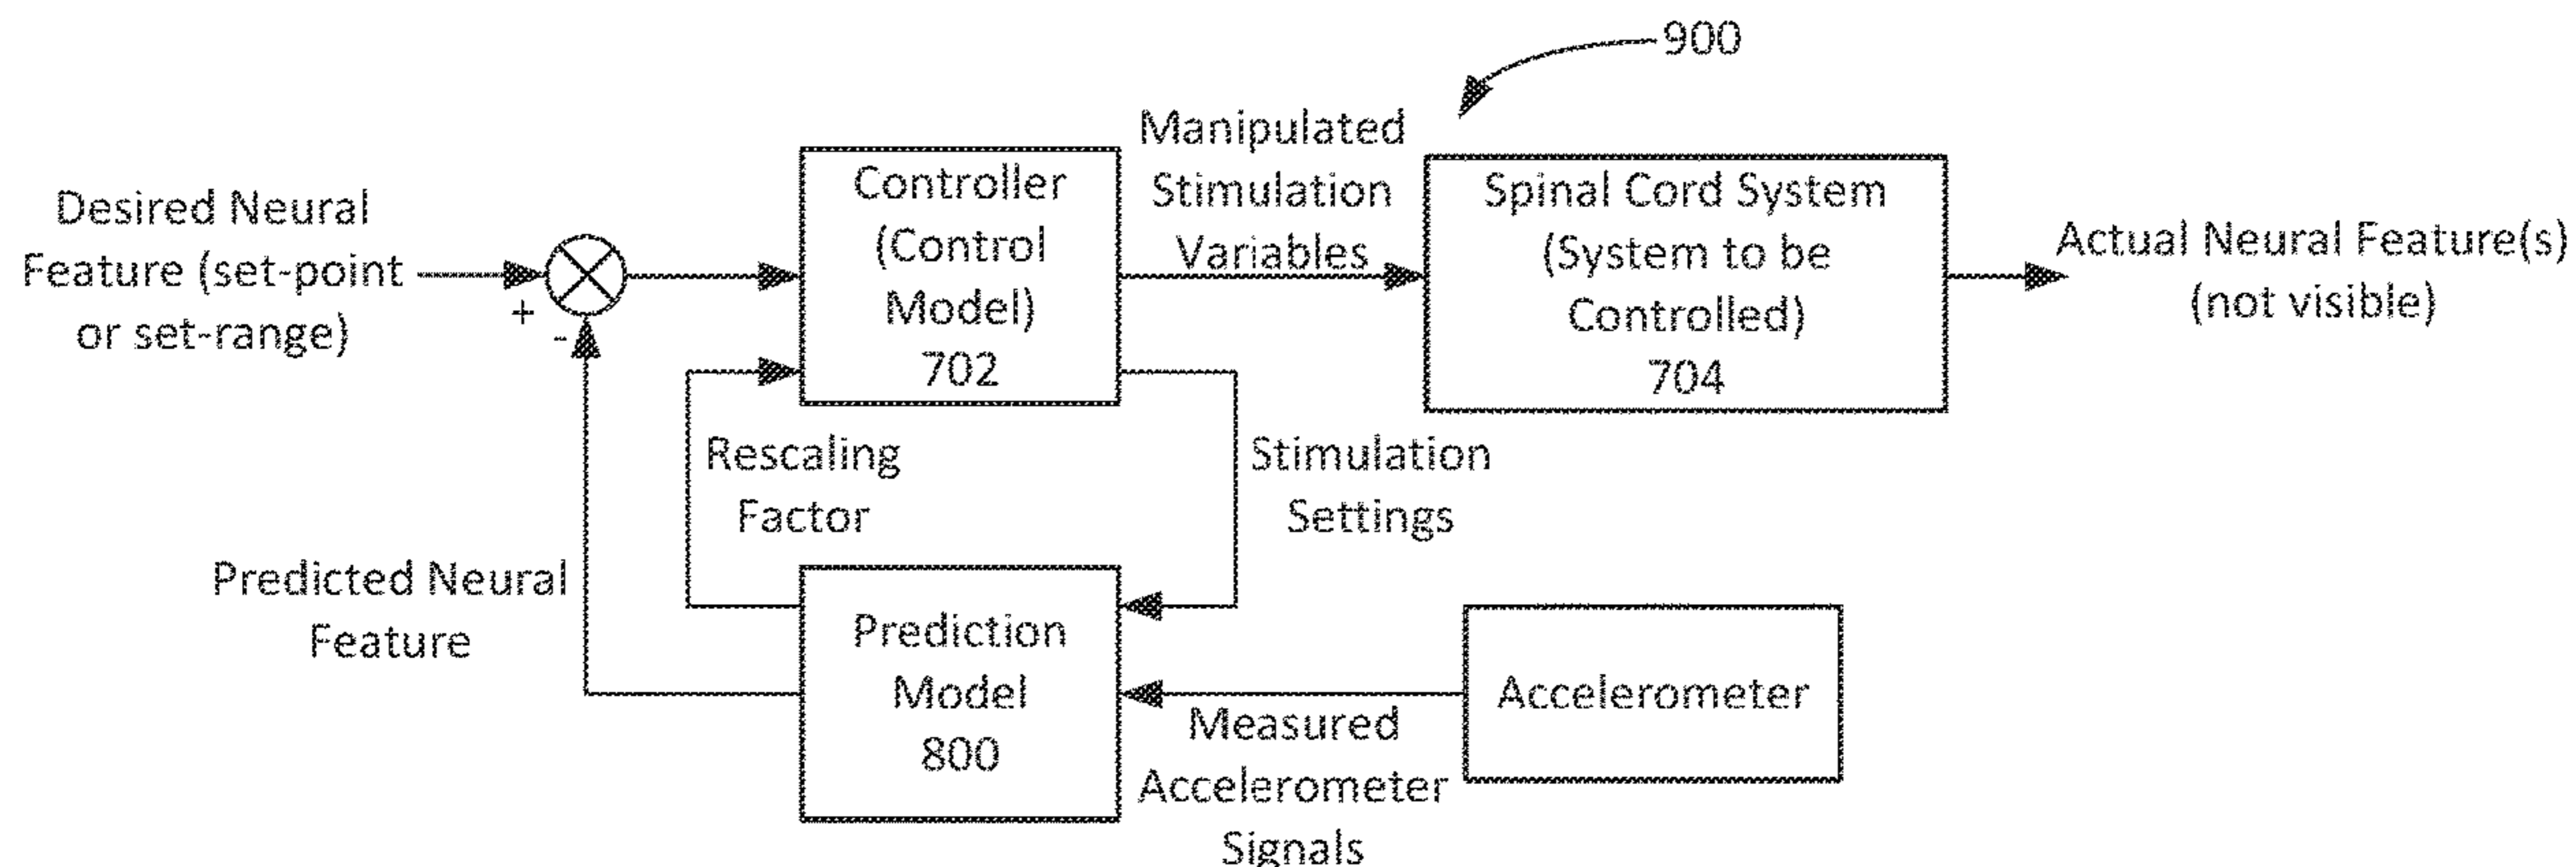 900
Desired Neural
Feature (set-point
or set-range)
+
-
Controller
(Control
Model)
702
Manipulated
Stimulation
Variables
Spinal Cord System
(System to be
Controlled)
704
Actual Neural Feature(s)
(not visible)
Rescaling
Factor
Stimulation
Settings
Predicted Neural
Feature
Prediction
Model
800
Measured
Accelerometer
Signals
Accelerometer